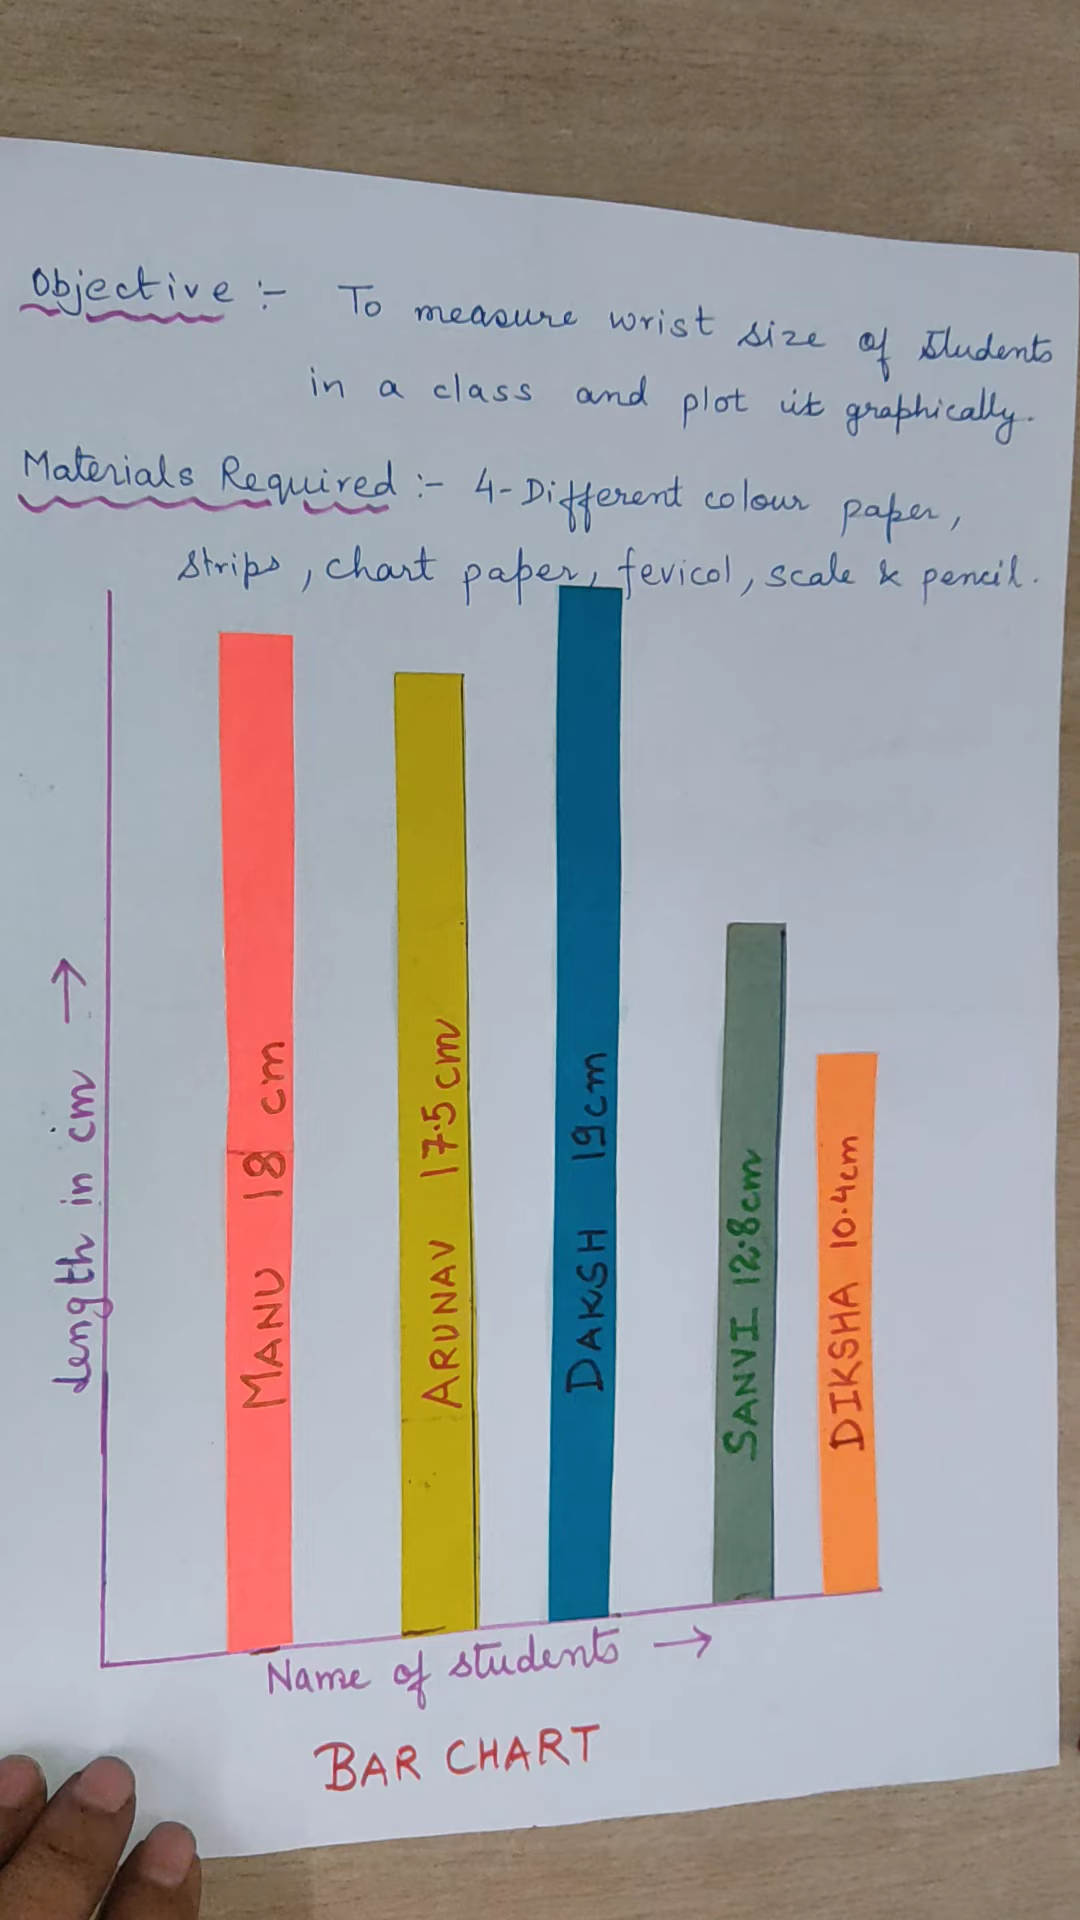 Objective :- To measure wrist size of students
in a class and plot it graphically.
Materials Required :- 4-Different colour paper,
strips, chart paper, fevicol, scale & pencil.
length in cm →
MANU 18 cm
ARUNAV 17.5 cm
DAKSH 19cm
SANVI 12.8cm
DIKSHA 10.4cm
Name of students →
BAR CHART